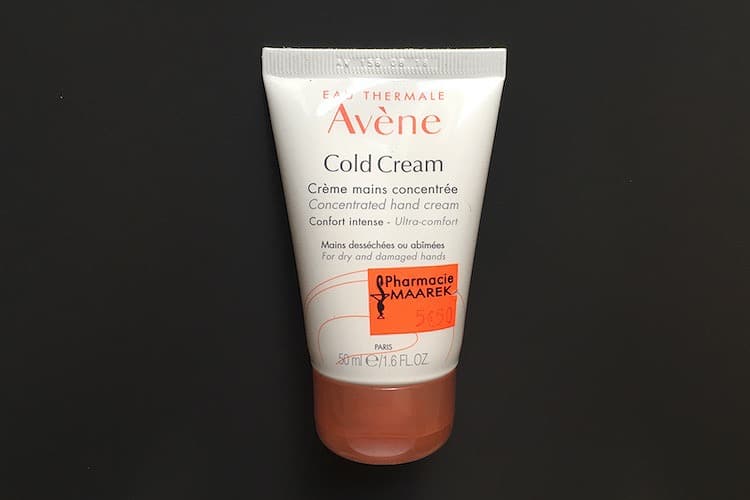 EAU THERMALE
Avène
Cold Cream
Crème mains concentrée
Concentrated hand cream
Confort intense - Ultra-comfort
Mains desséchées ou abîmées
For dry and damaged hands
Pharmacie
MAAREK
5€50
PARIS
50 ml ℮/1.6 FL.OZ.